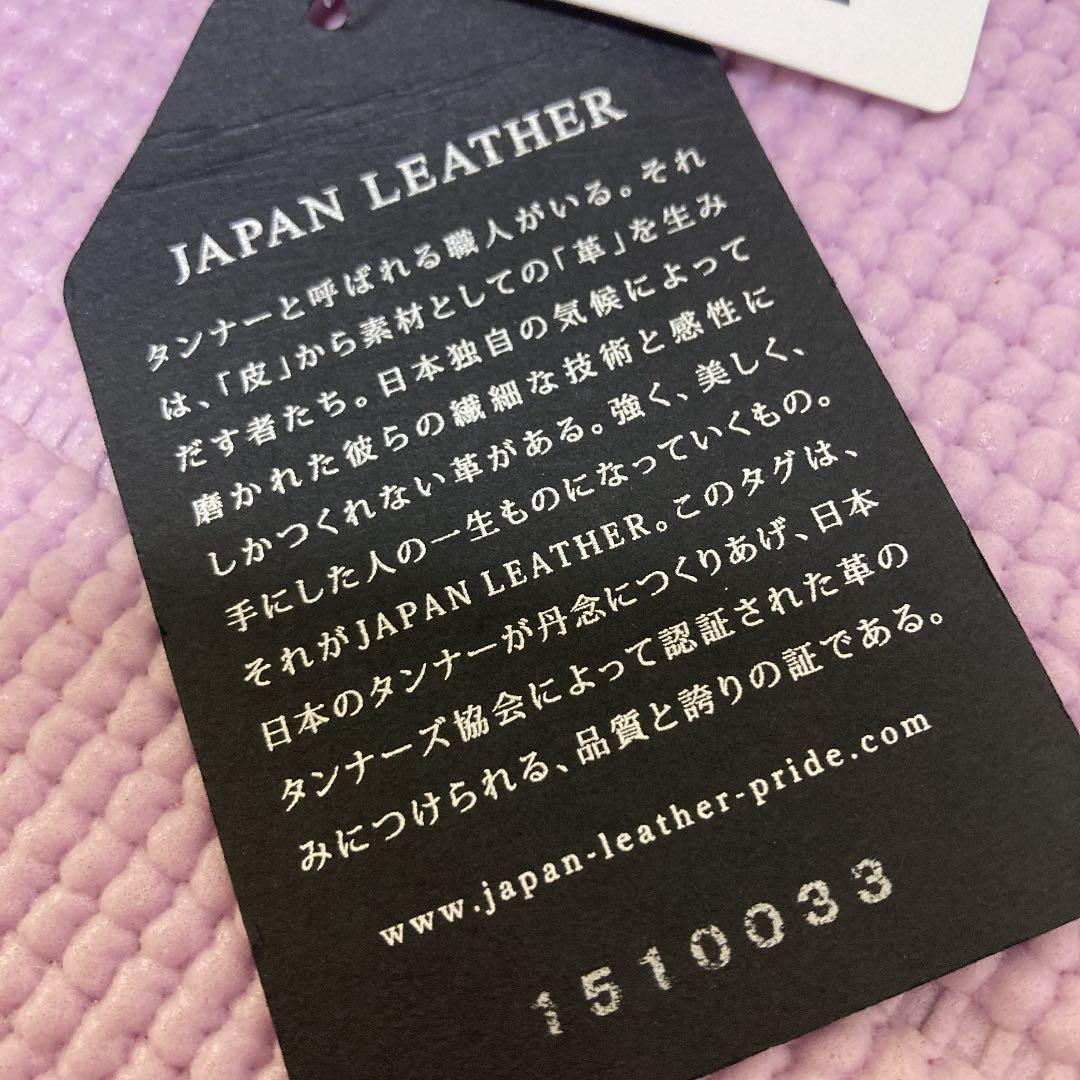 JAPAN LEATHER
タンナーと呼ばれる職人がいる。それ
は、「皮」から素材としての「革」を生み
だす者たち。日本独自の気候によって
磨かれた彼らの繊細な技術と感性に
しかつくれない革がある。強く、美しく、
手にした人の一生ものになっていくもの。
それがJAPAN LEATHER。このタグは、
日本のタンナーが丹念につくりあげ、日本
タンナーズ協会によって認証された革の
みにつけられる、品質と誇りの証である。
www.japan-leather-pride.com
1510033